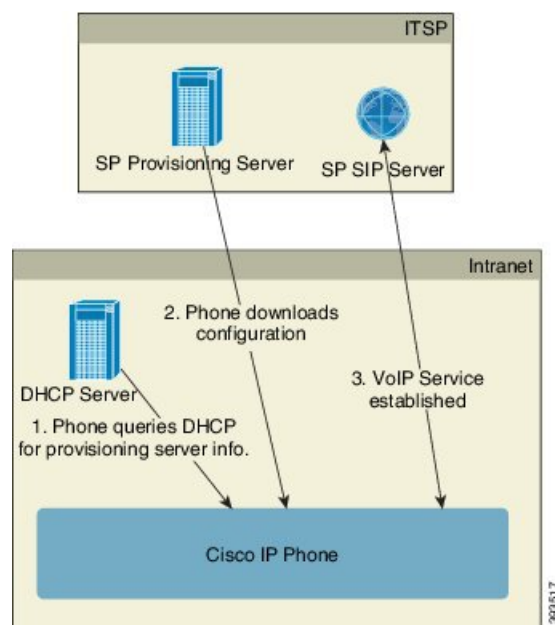 ITSP
SP Provisioning Server
SP SIP Server
Intranet
2. Phone downloads
configuration
DHCP Server
3. VoIP Service
established
1. Phone queries DHCP
for provisioning server info.
Cisco IP Phone
293517